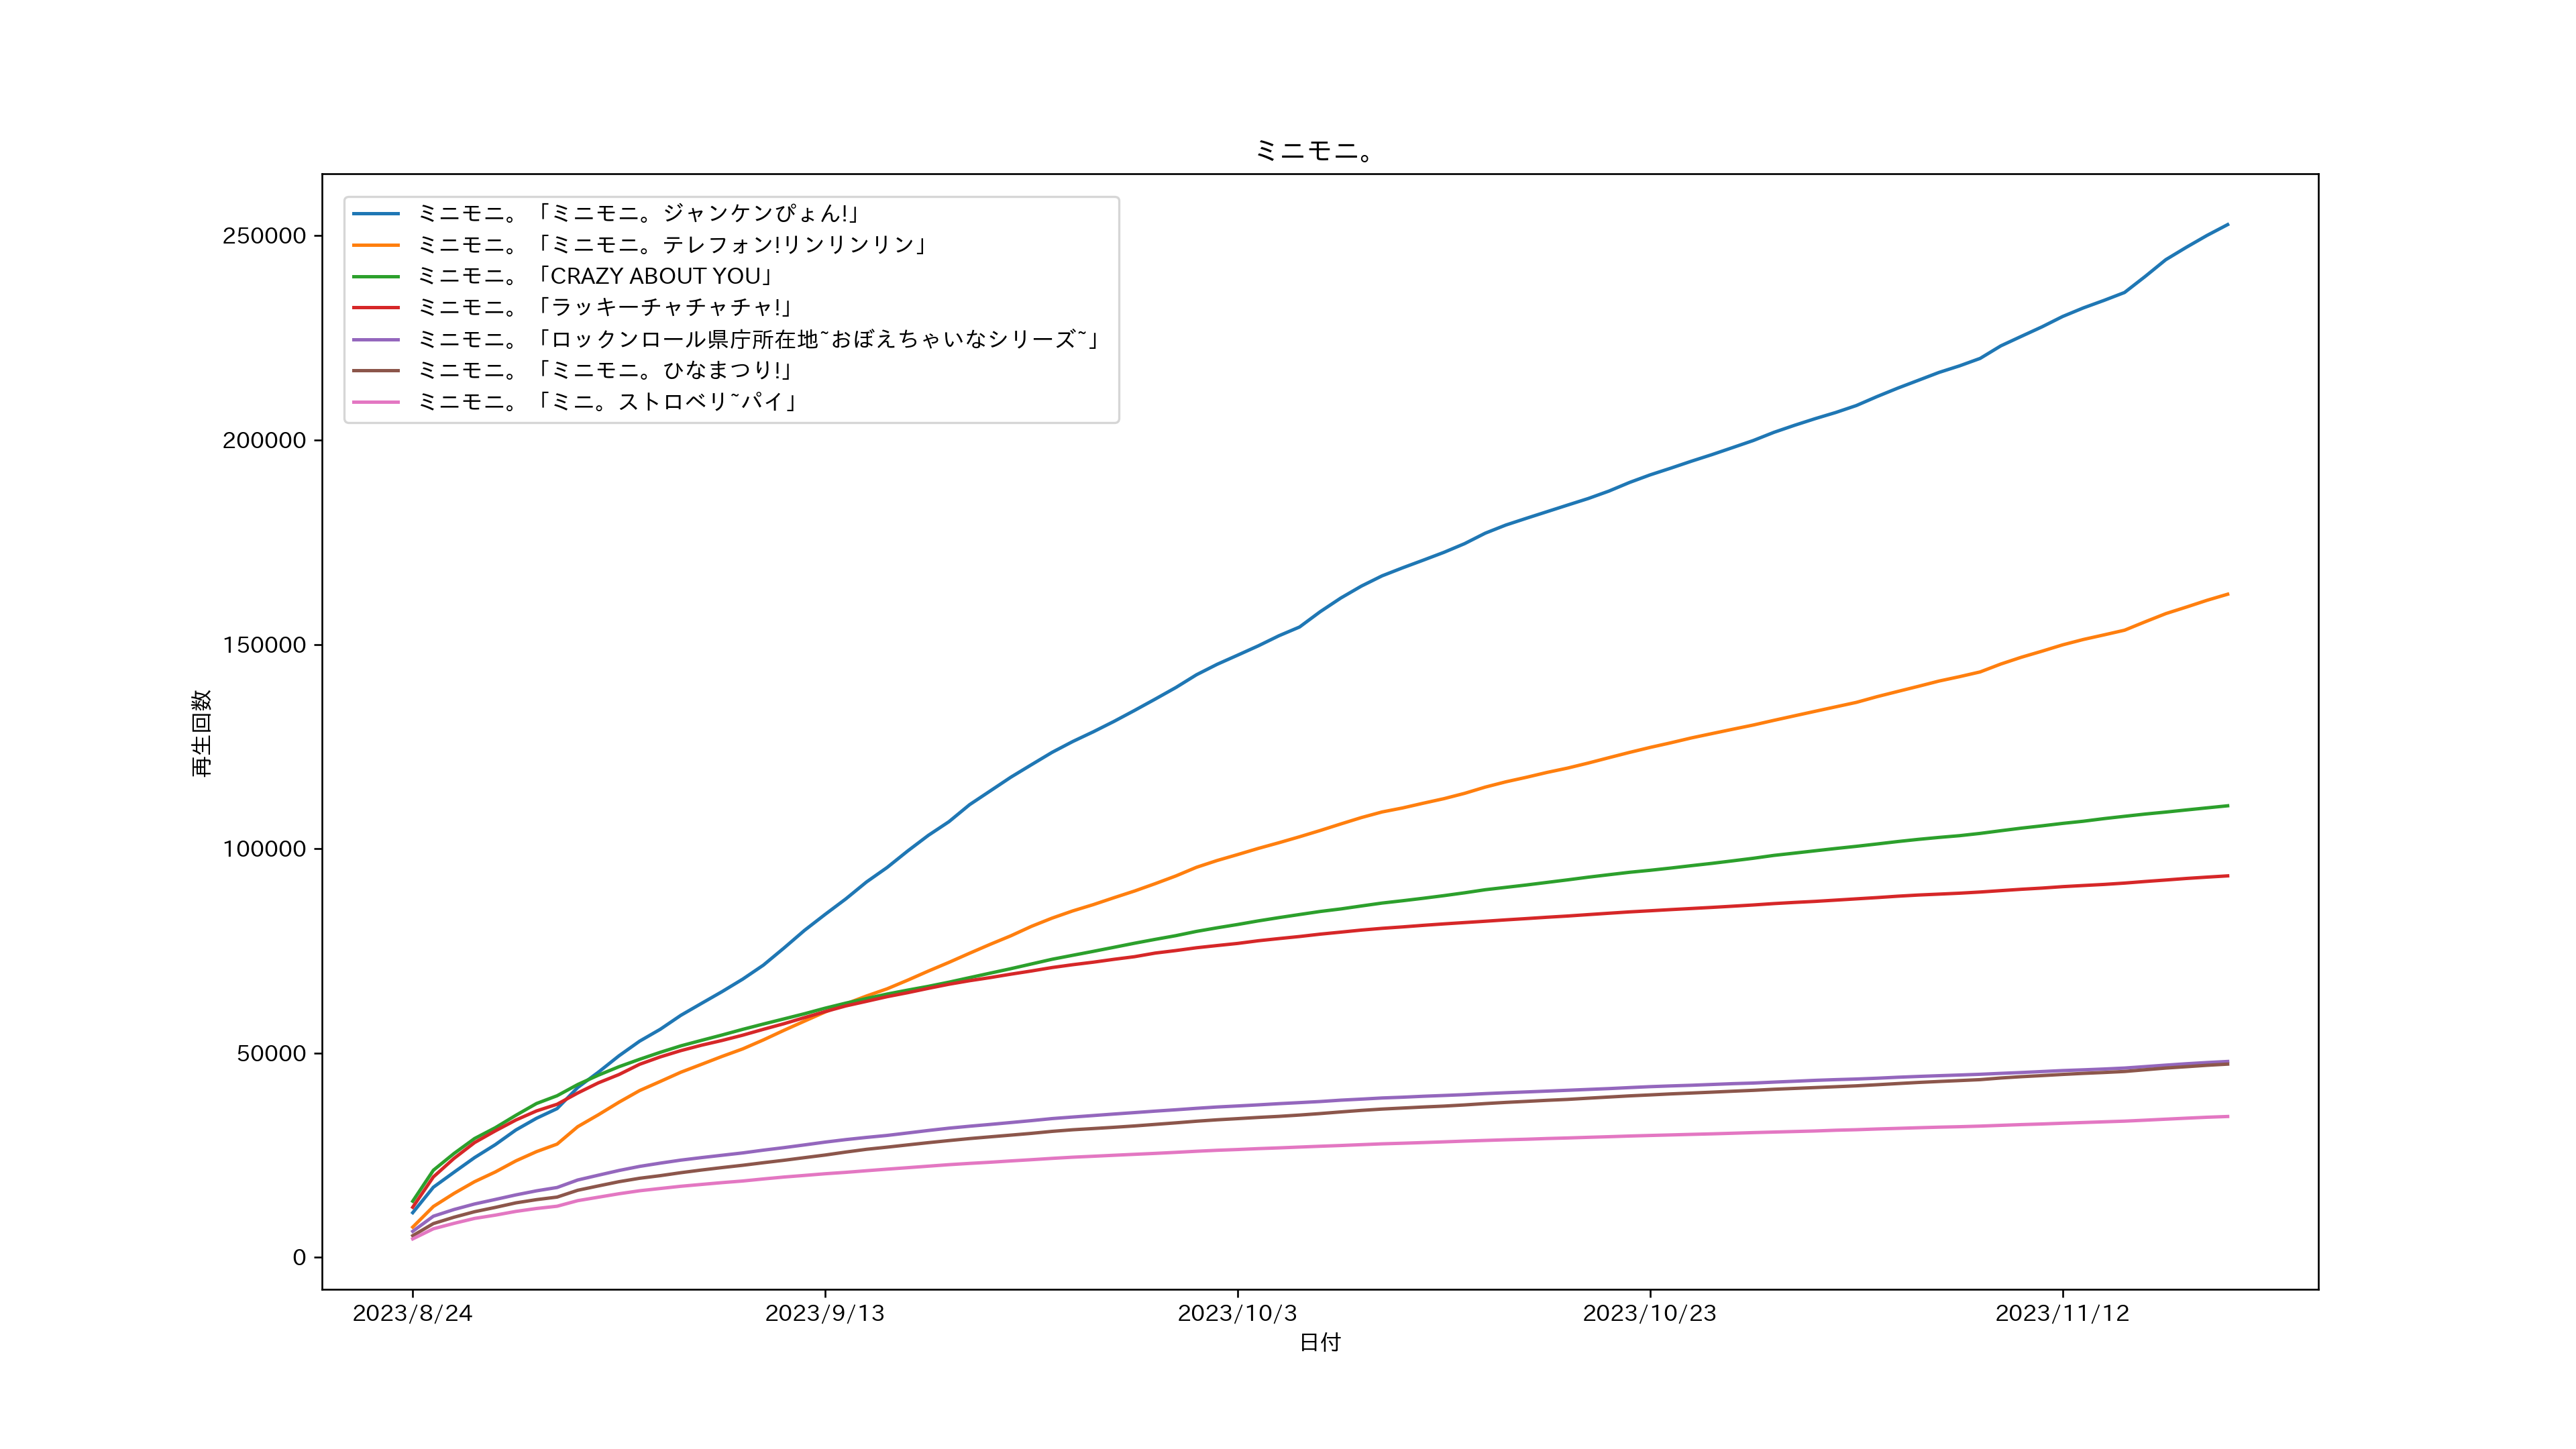 ミニモニ。
ミニモニ。「ミニモニ。ジャンケンぴょん!」
ミニモニ。「ミニモニ。テレフォン!リンリンリン」
ミニモニ。「CRAZY ABOUT YOU」
ミニモニ。「ラッキーチャチャチャ!」
ミニモニ。「ロックンロール県庁所在地~おぼえちゃいなシリーズ~」
ミニモニ。「ミニモニ。ひなまつり!」
ミニモニ。「ミニ。ストロベリ~パイ」
250000
200000
150000
100000
50000
0
再生回数
2023/8/24
2023/9/13
2023/10/3
2023/10/23
2023/11/12
日付